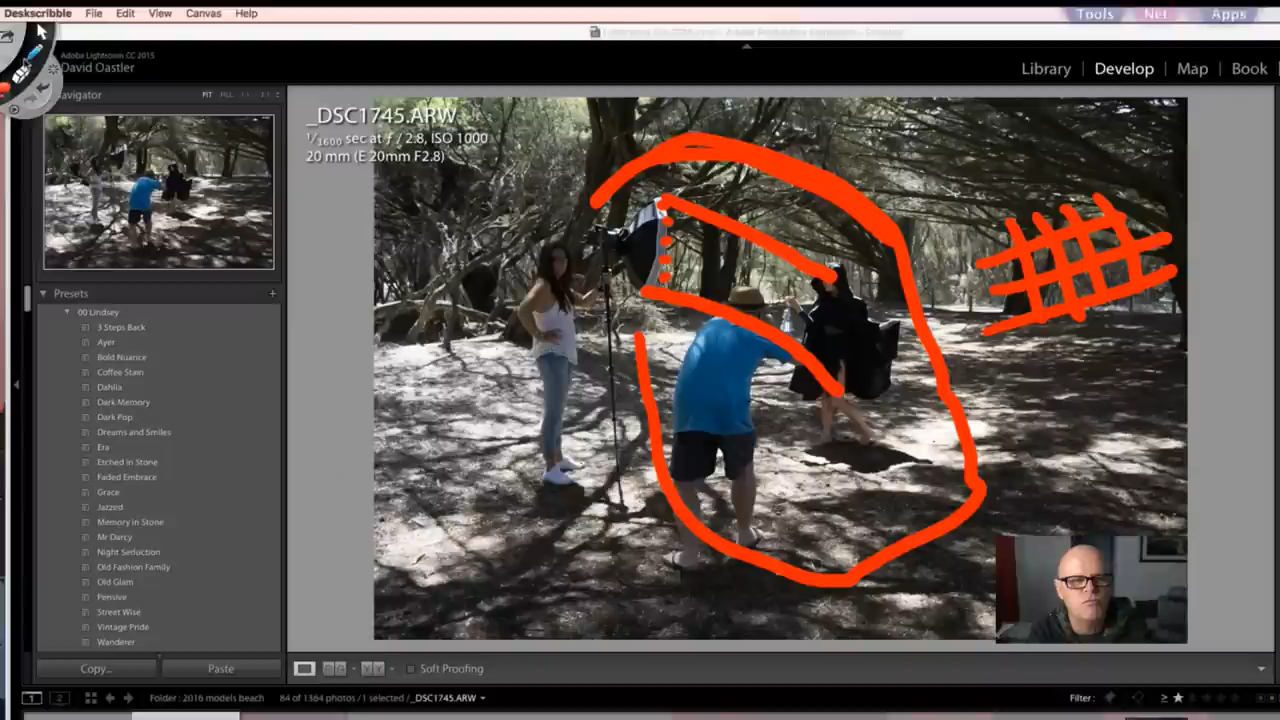 Deskscribble File Edit View Canvas Help
Tools Net Apps
Adobe Lightroom CC 2015
David Oastler
Library | Develop | Map | Book
avigator FIT FILL
_DSC1745.ARW
1/1600 sec at ƒ / 2.8, ISO 1000
20 mm (E 20mm F2.8)
Presets +
00 Lindsey
3 Steps Back
Ayer
Bold Nuance
Coffee Stain
Dahlia
Dark Memory
Dark Pop
Dreams and Smiles
Era
Etched in Stone
Faded Embrace
Grace
Jazzed
Memory in Stone
Mr Darcy
Night Seduction
Old Fashion Family
Old Glam
Pensive
Street Wise
Vintage Pride
Wanderer
Copy... Paste
Soft Proofing
1 2 Folder : 2016 models beach 84 of 1364 photos / 1 selected / _DSC1745.ARW Filter : ≥